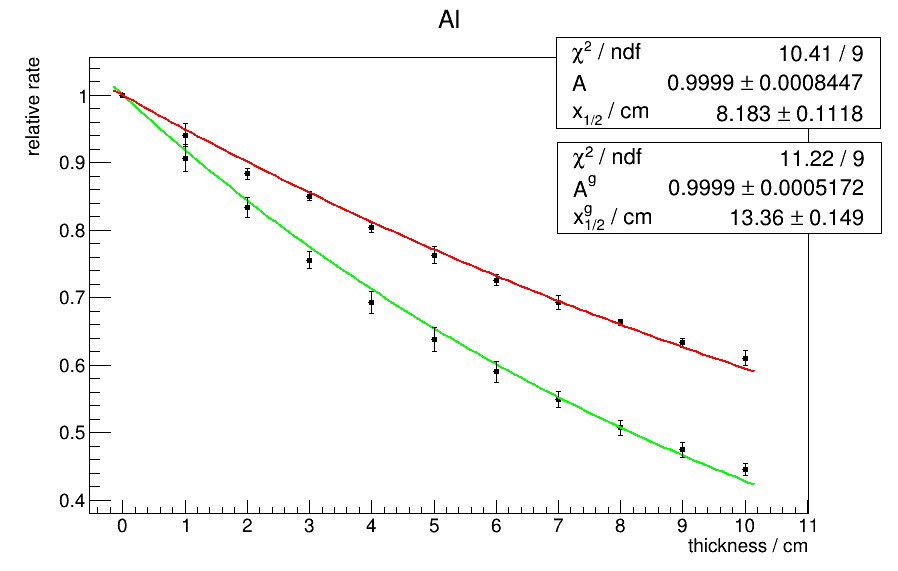 Al
relative rate
χ² / ndf 10.41 / 9
A 0.9999 ± 0.0008447
x1/2 / cm 8.183 ± 0.1118
χ² / ndf 11.22 / 9
Ag 0.9999 ± 0.0005172
xg1/2 / cm 13.36 ± 0.149
1
0.9
0.8
0.7
0.6
0.5
0.4
0 1 2 3 4 5 6 7 8 9 10 11
thickness / cm